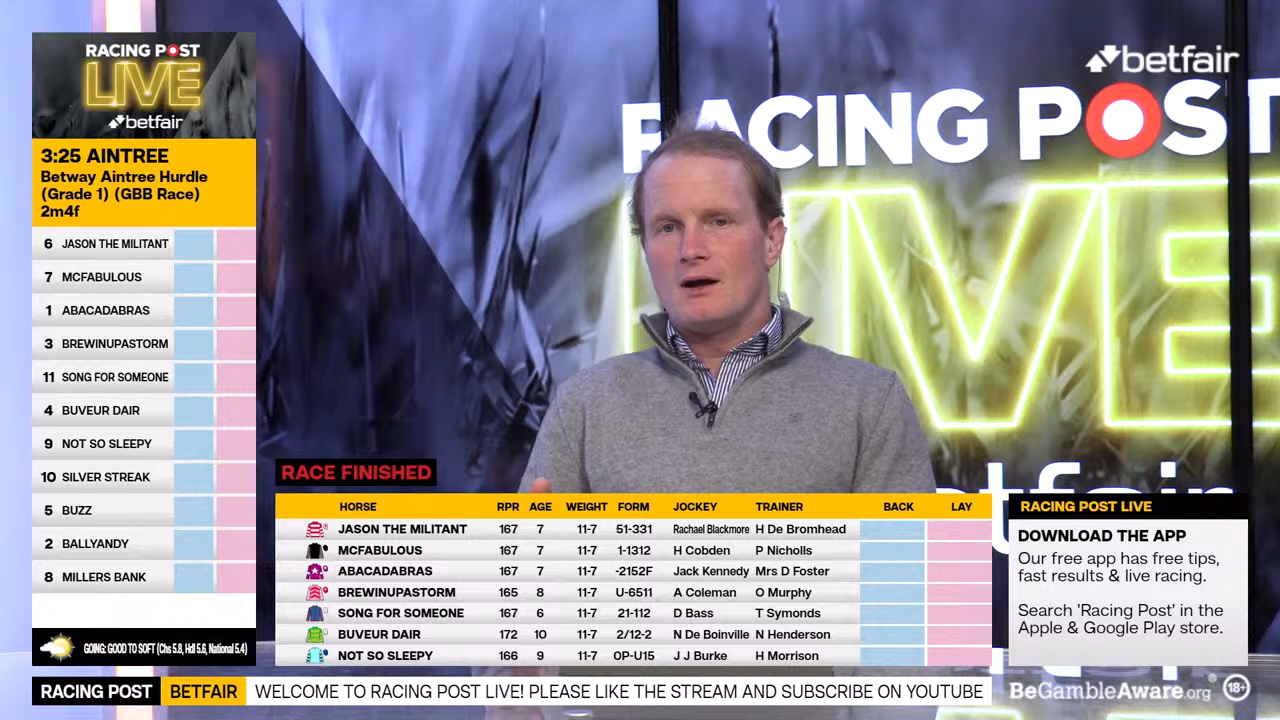 RACING POST
LIVE
betfair
3:25 AINTREE
Betway Aintree Hurdle
(Grade 1) (GBB Race)
2m4f
6 JASON THE MILITANT
7 MCFABULOUS
1 ABACADABRAS
3 BREWINUPASTORM
11 SONG FOR SOMEONE
4 BUVEUR DAIR
9 NOT SO SLEEPY
10 SILVER STREAK
5 BUZZ
2 BALLYANDY
8 MILLERS BANK
GOING: GOOD TO SOFT (Chs 5.8, Hdl 5.6, National 5.4)
betfair
RACING POST
LIVE
betfair
RACE FINISHED
HORSE RPR AGE WEIGHT FORM JOCKEY TRAINER BACK LAY
JASON THE MILITANT 167 7 11-7 51-331 Rachael Blackmore H De Bromhead
MCFABULOUS 167 7 11-7 1-1312 H Cobden P Nicholls
ABACADABRAS 167 7 11-7 -2152F Jack Kennedy Mrs D Foster
BREWINUPASTORM 165 8 11-7 U-6511 A Coleman O Murphy
SONG FOR SOMEONE 167 6 11-7 21-112 D Bass T Symonds
BUVEUR DAIR 172 10 11-7 2/12-2 N De Boinville N Henderson
NOT SO SLEEPY 166 9 11-7 0P-U15 J J Burke H Morrison
RACING POST LIVE
DOWNLOAD THE APP
Our free app has free tips,
fast results & live racing.
Search 'Racing Post' in the
Apple & Google Play store.
RACING POST BETFAIR WELCOME TO RACING POST LIVE! PLEASE LIKE THE STREAM AND SUBSCRIBE ON YOUTUBE
BeGambleAware.org® 18+